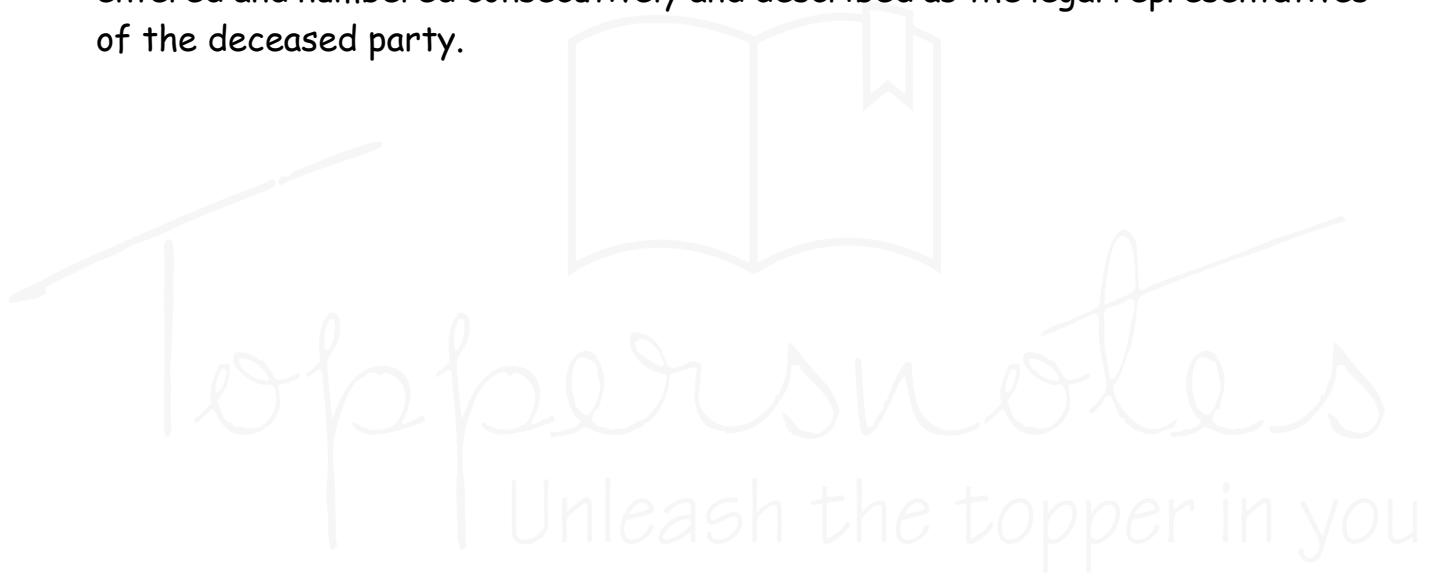 entered and numbered consecutively and described as the legal representatives
of the deceased party.
Toppersnotes
Unleash the topper in you